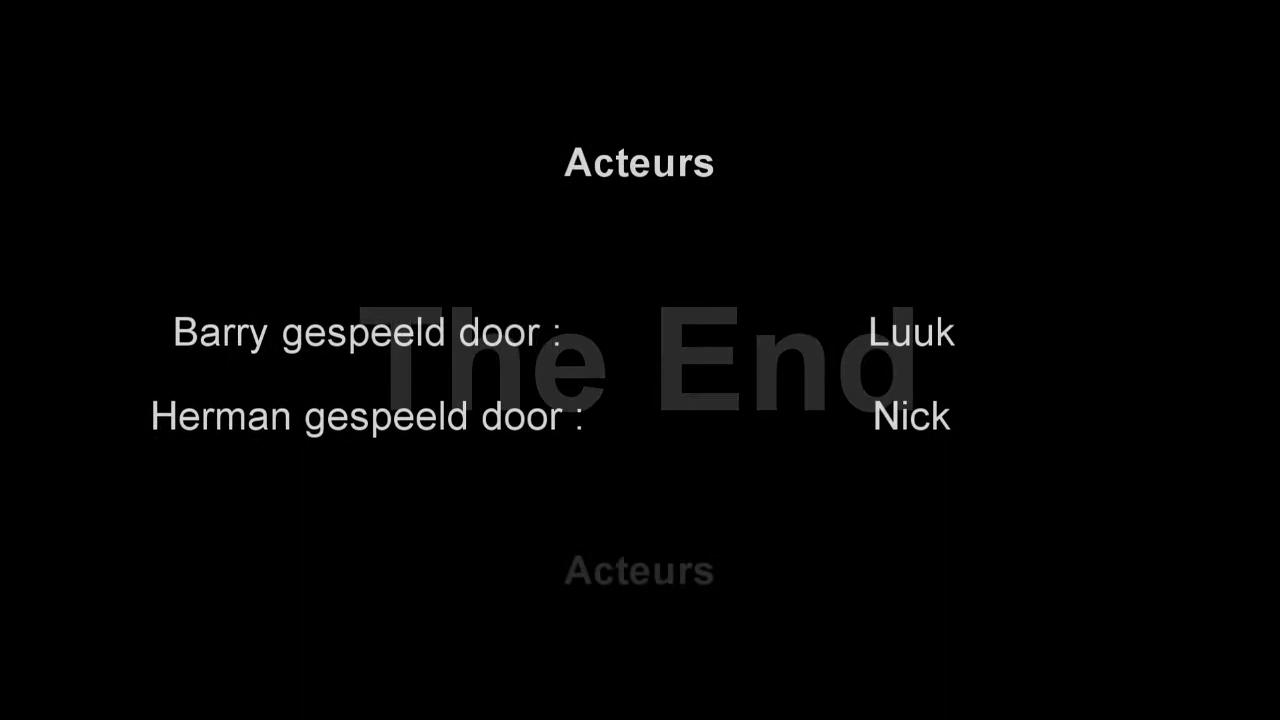 Acteurs
The End
Barry gespeeld door : Luuk
Herman gespeeld door : Nick
Acteurs